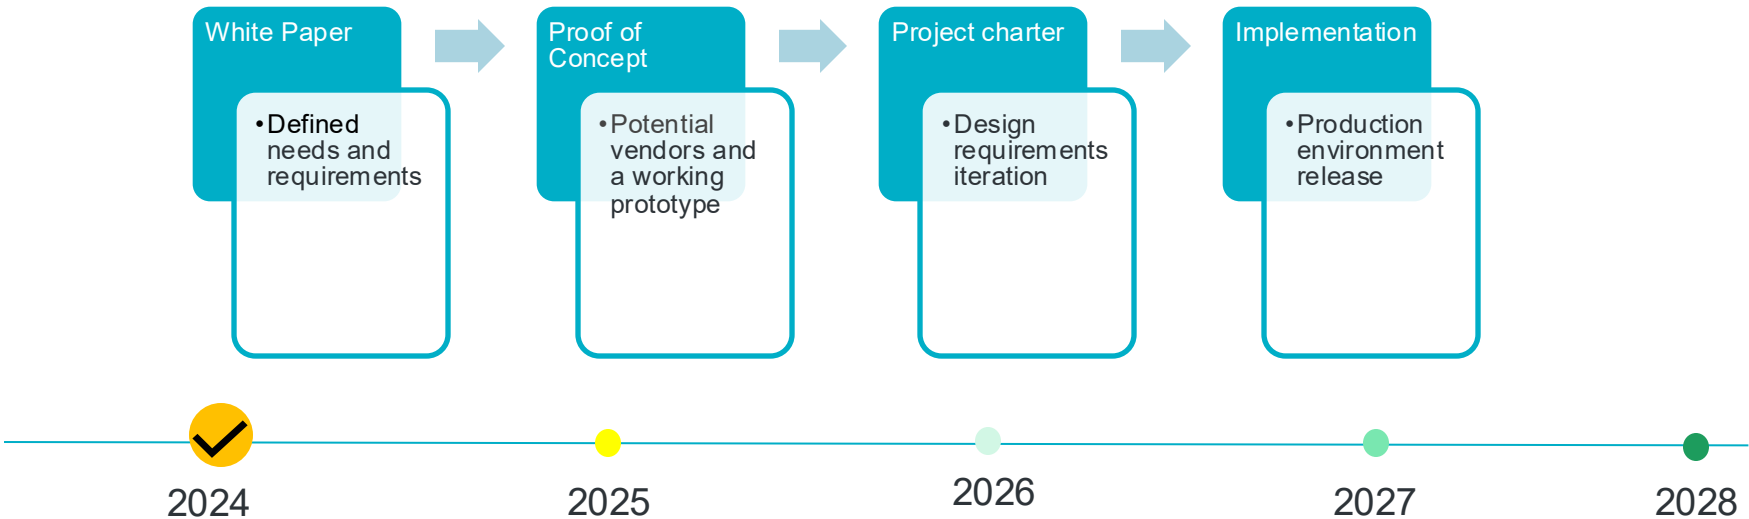 White Paper
• Defined
needs and
requirements
Proof of
Concept
• Potential
vendors and
a working
prototype
Project charter
• Design
requirements
iteration
Implementation
• Production
environment
release
2024
2025
2026
2027
2028